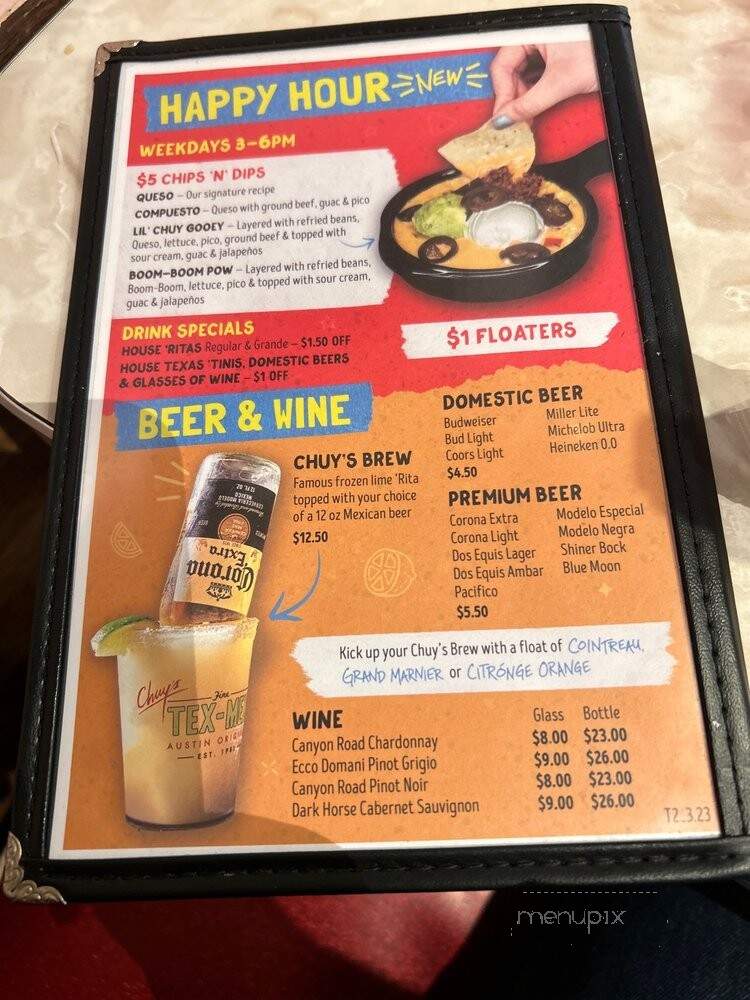 HAPPY HOUR NEW
WEEKDAYS 3-6PM
$5 CHIPS 'N' DIPS
QUESO – Our signature recipe
COMPUESTO – Queso with ground beef, guac & pico
LIL' CHUY GOOEY – Layered with refried beans,
Queso, lettuce, pico, ground beef & topped with
sour cream, guac & jalapeños
BOOM-BOOM POW – Layered with refried beans,
Boom-Boom, lettuce, pico & topped with sour cream,
guac & jalapeños
DRINK SPECIALS
HOUSE 'RITAS Regular & Grande – $1.50 OFF
HOUSE TEXAS 'TINIS, DOMESTIC BEERS
& GLASSES OF WINE – $1 OFF
$1 FLOATERS
BEER & WINE
CHUY'S BREW
Famous frozen lime 'Rita
topped with your choice
of a 12 oz Mexican beer
$12.50
DOMESTIC BEER
Budweiser
Bud Light
Coors Light
$4.50
Miller Lite
Michelob Ultra
Heineken 0.0
PREMIUM BEER
Corona Extra
Corona Light
Dos Equis Lager
Dos Equis Ambar
Pacifico
$5.50
Modelo Especial
Modelo Negra
Shiner Bock
Blue Moon
Corona
Extra
Chuy's
Fine
TEX-ME
AUSTIN ORIG
EST. 198
Kick up your Chuy's Brew with a float of COINTREAU,
GRAND MARNIER or CITRÓNGE ORANGE
WINE Glass Bottle
Canyon Road Chardonnay $8.00 $23.00
Ecco Domani Pinot Grigio $9.00 $26.00
Canyon Road Pinot Noir $8.00 $23.00
Dark Horse Cabernet Sauvignon $9.00 $26.00
menupix